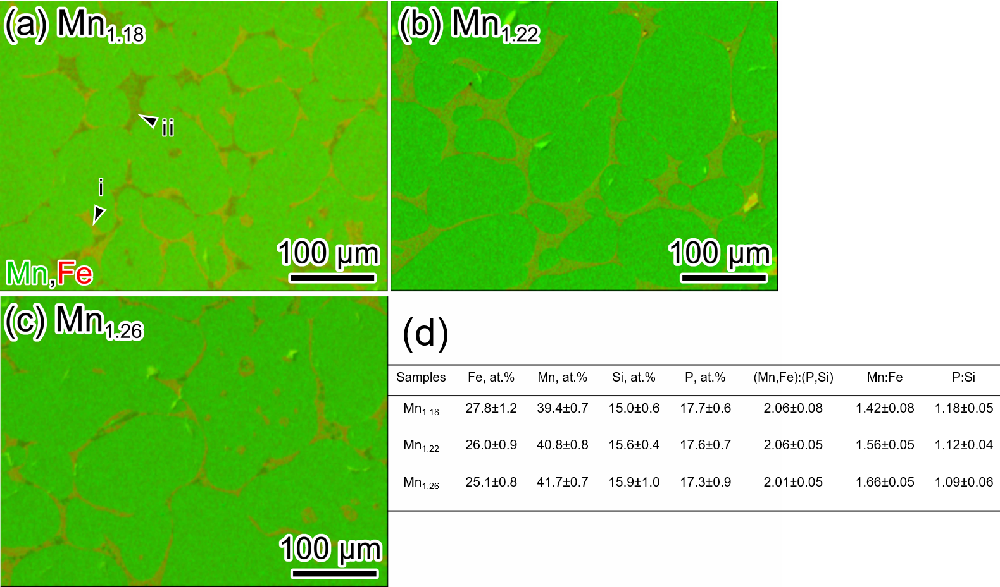 (a) Mn1.18
ii
i
Mn,Fe
100 µm
(b) Mn1.22
100 µm
(c) Mn1.26
100 µm
(d)
Samples Fe, at.% Mn, at.% Si, at.% P, at.% (Mn,Fe):(P,Si) Mn:Fe P:Si
Mn1.18 27.8±1.2 39.4±0.7 15.0±0.6 17.7±0.6 2.06±0.08 1.42±0.08 1.18±0.05
Mn1.22 26.0±0.9 40.8±0.8 15.6±0.4 17.6±0.7 2.06±0.05 1.56±0.05 1.12±0.04
Mn1.26 25.1±0.8 41.7±0.7 15.9±1.0 17.3±0.9 2.01±0.05 1.66±0.05 1.09±0.06